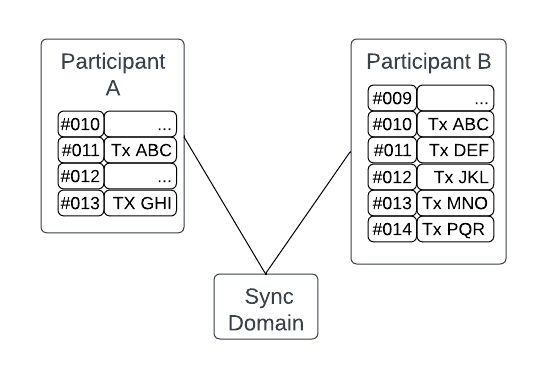 Participant
A
#010 ...
#011 Tx ABC
#012 ...
#013 TX GHI
Participant B
#009 ...
#010 Tx ABC
#011 Tx DEF
#012 Tx JKL
#013 Tx MNO
#014 Tx PQR
Sync
Domain